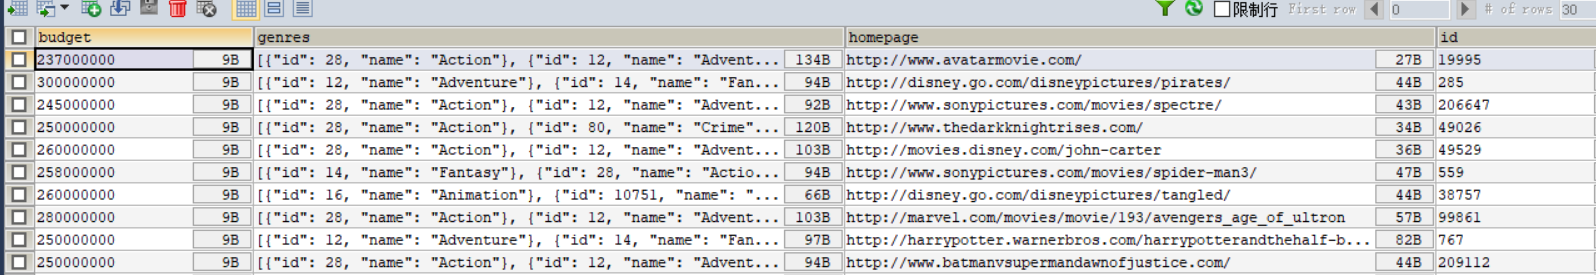 限制行 First row 0 # of rows 30
budget genres homepage id
237000000 9B [{"id": 28, "name": "Action"}, {"id": 12, "name": "Advent... 134B http://www.avatarmovie.com/ 27B 19995
300000000 9B [{"id": 12, "name": "Adventure"}, {"id": 14, "name": "Fan... 94B http://disney.go.com/disneypictures/pirates/ 44B 285
245000000 9B [{"id": 28, "name": "Action"}, {"id": 12, "name": "Advent... 92B http://www.sonypictures.com/movies/spectre/ 43B 206647
250000000 9B [{"id": 28, "name": "Action"}, {"id": 80, "name": "Crime"... 120B http://www.thedarkknightrises.com/ 34B 49026
260000000 9B [{"id": 28, "name": "Action"}, {"id": 12, "name": "Advent... 103B http://movies.disney.com/john-carter 36B 49529
258000000 9B [{"id": 14, "name": "Fantasy"}, {"id": 28, "name": "Actio... 94B http://www.sonypictures.com/movies/spider-man3/ 47B 559
260000000 9B [{"id": 16, "name": "Animation"}, {"id": 10751, "name": "... 66B http://disney.go.com/disneypictures/tangled/ 44B 38757
280000000 9B [{"id": 28, "name": "Action"}, {"id": 12, "name": "Advent... 103B http://marvel.com/movies/movie/193/avengers_age_of_ultron 57B 99861
250000000 9B [{"id": 12, "name": "Adventure"}, {"id": 14, "name": "Fan... 97B http://harrypotter.warnerbros.com/harrypotterandthehalf-b... 82B 767
250000000 9B [{"id": 28, "name": "Action"}, {"id": 12, "name": "Advent... 94B http://www.batmanvsupermandawnofjustice.com/ 44B 209112